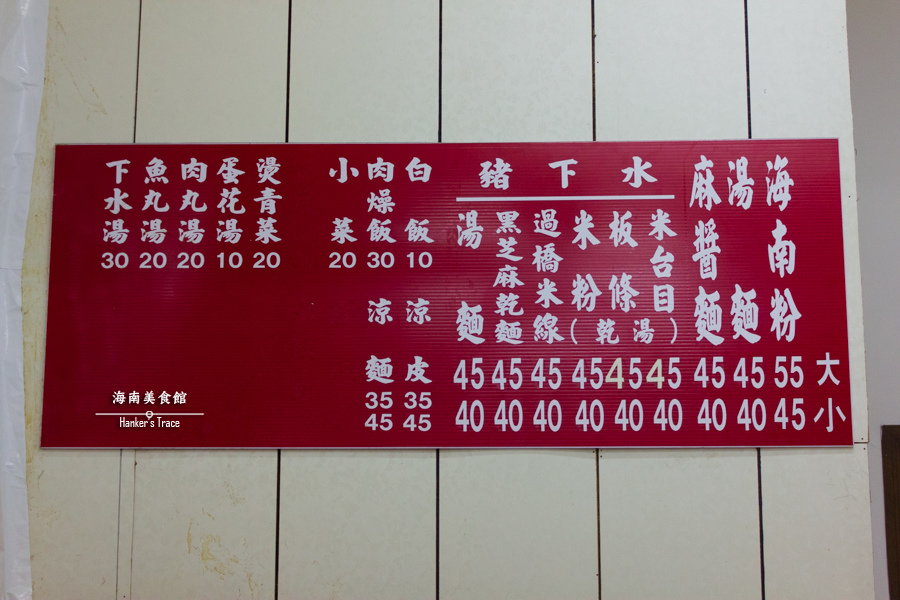 海南粉
湯麵
麻醬麵
豬下水
米台目
板條
米粉
(乾湯)
過橋米線
黑芝麻乾麵
湯麵
大 55 45 45 45 45 45 45 45 45
小 45 40 40 40 40 40 40 40 40
白飯 10
肉燥飯 30
小菜 20
涼皮 35 45
涼麵 35 45
燙青菜 20
蛋花湯 10
肉丸湯 20
魚丸湯 20
下水湯 30
海南美食館
Hanker's Trace